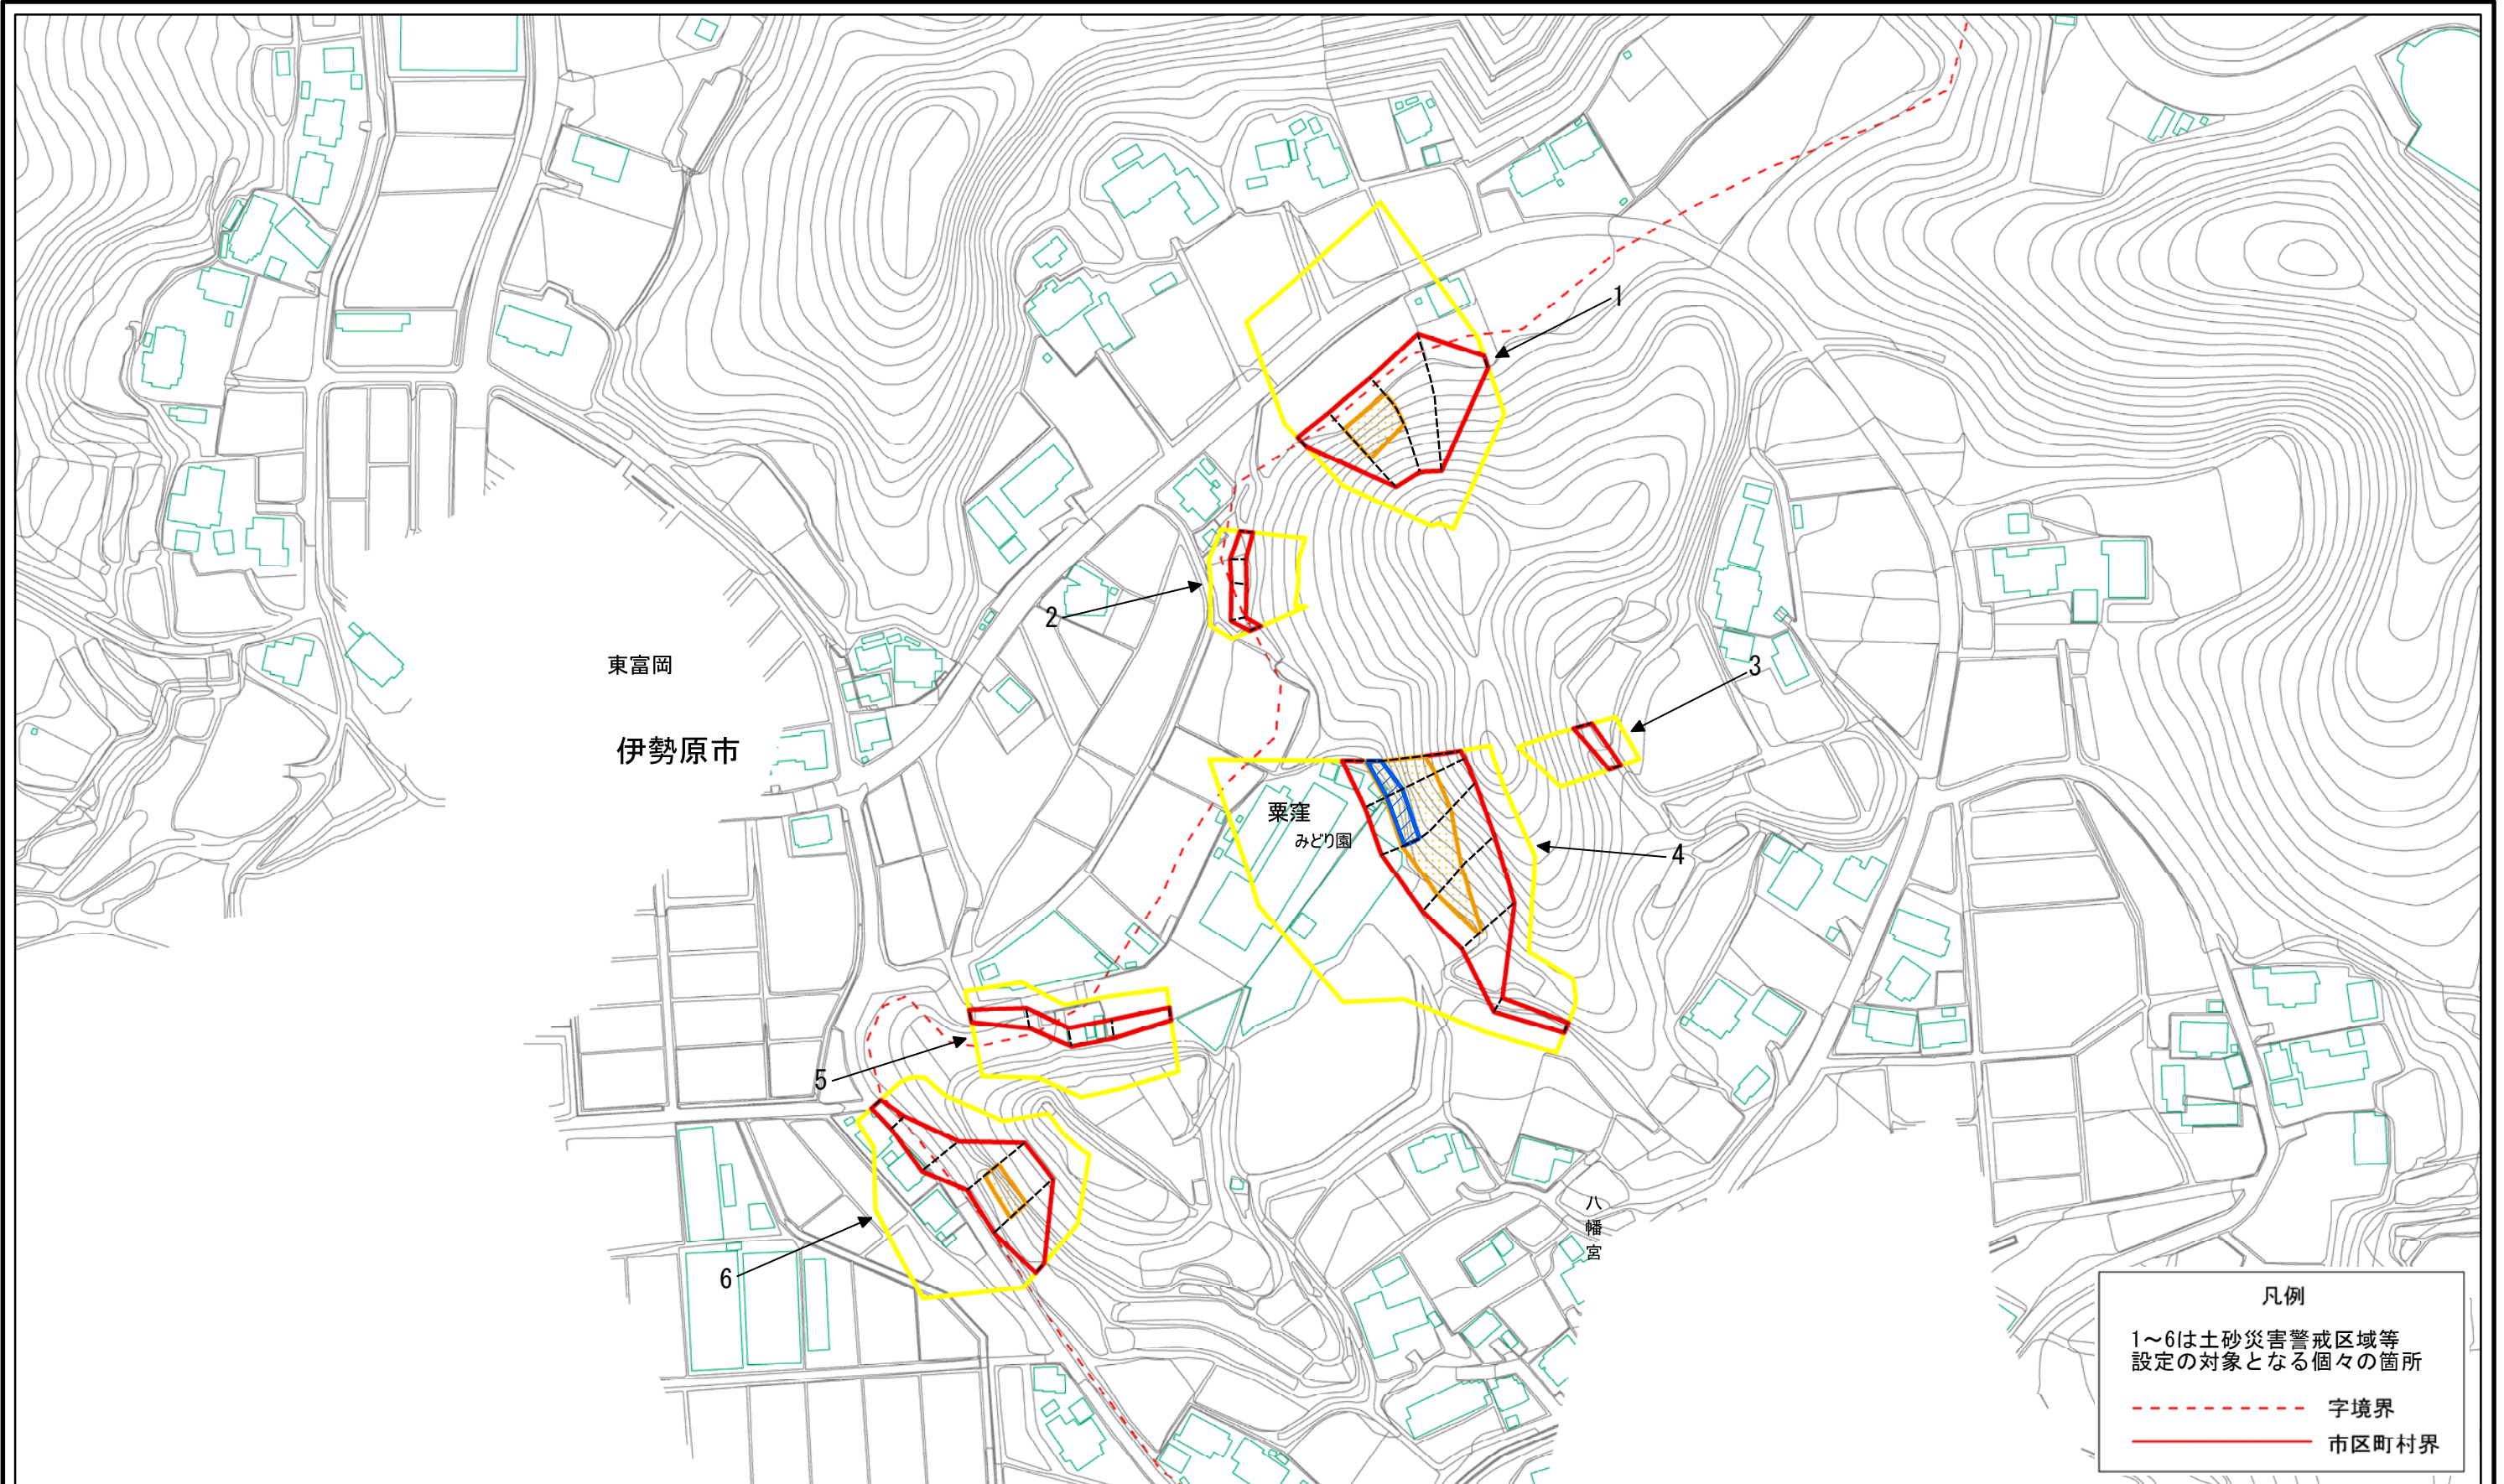 1
2
東富岡
3
伊勢原市
粟窪
みどり園
4
5
6
八幡宮
凡例
1～6は土砂災害警戒区域等
設定の対象となる個々の箇所
字境界
市区町村界